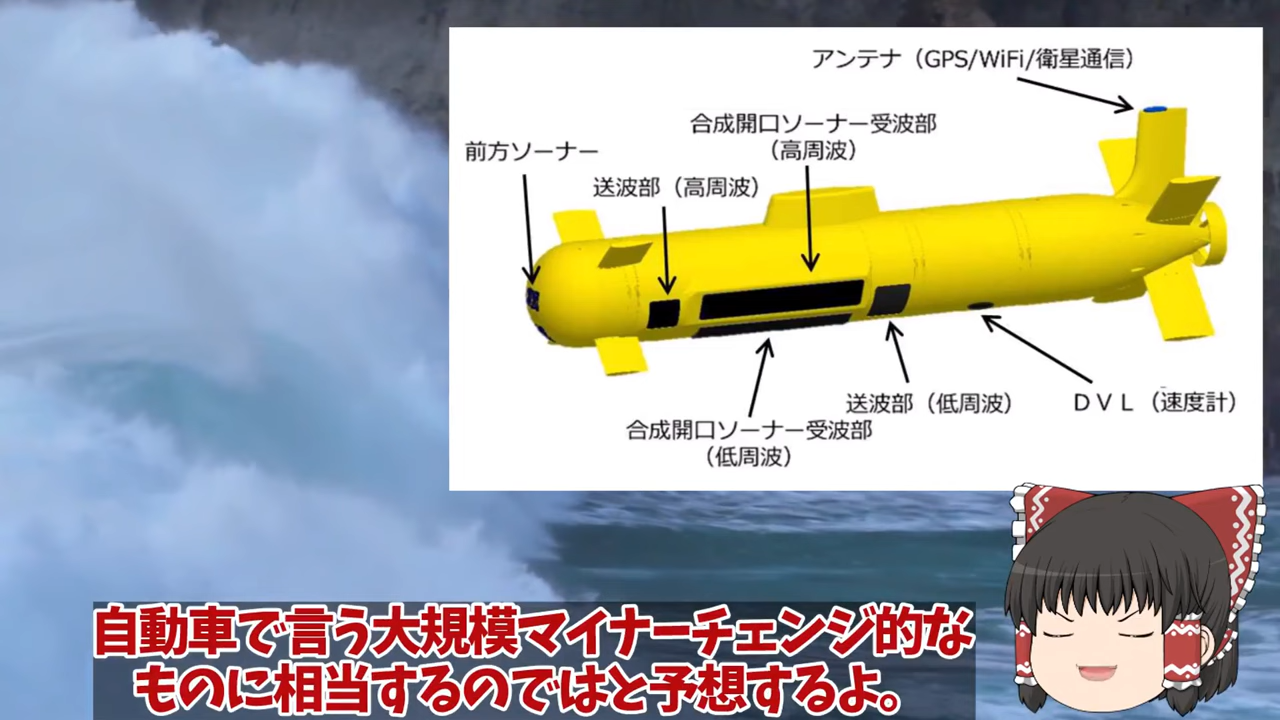 アンテナ（GPS/WiFi/衛星通信）
合成開口ソーナー受波部
（高周波）
前方ソーナー
送波部（高周波）
送波部（低周波）
ＤＶＬ（速度計）
合成開口ソーナー受波部
（低周波）
自動車で言う大規模マイナーチェンジ的な
ものに相当するのではと予想するよ。